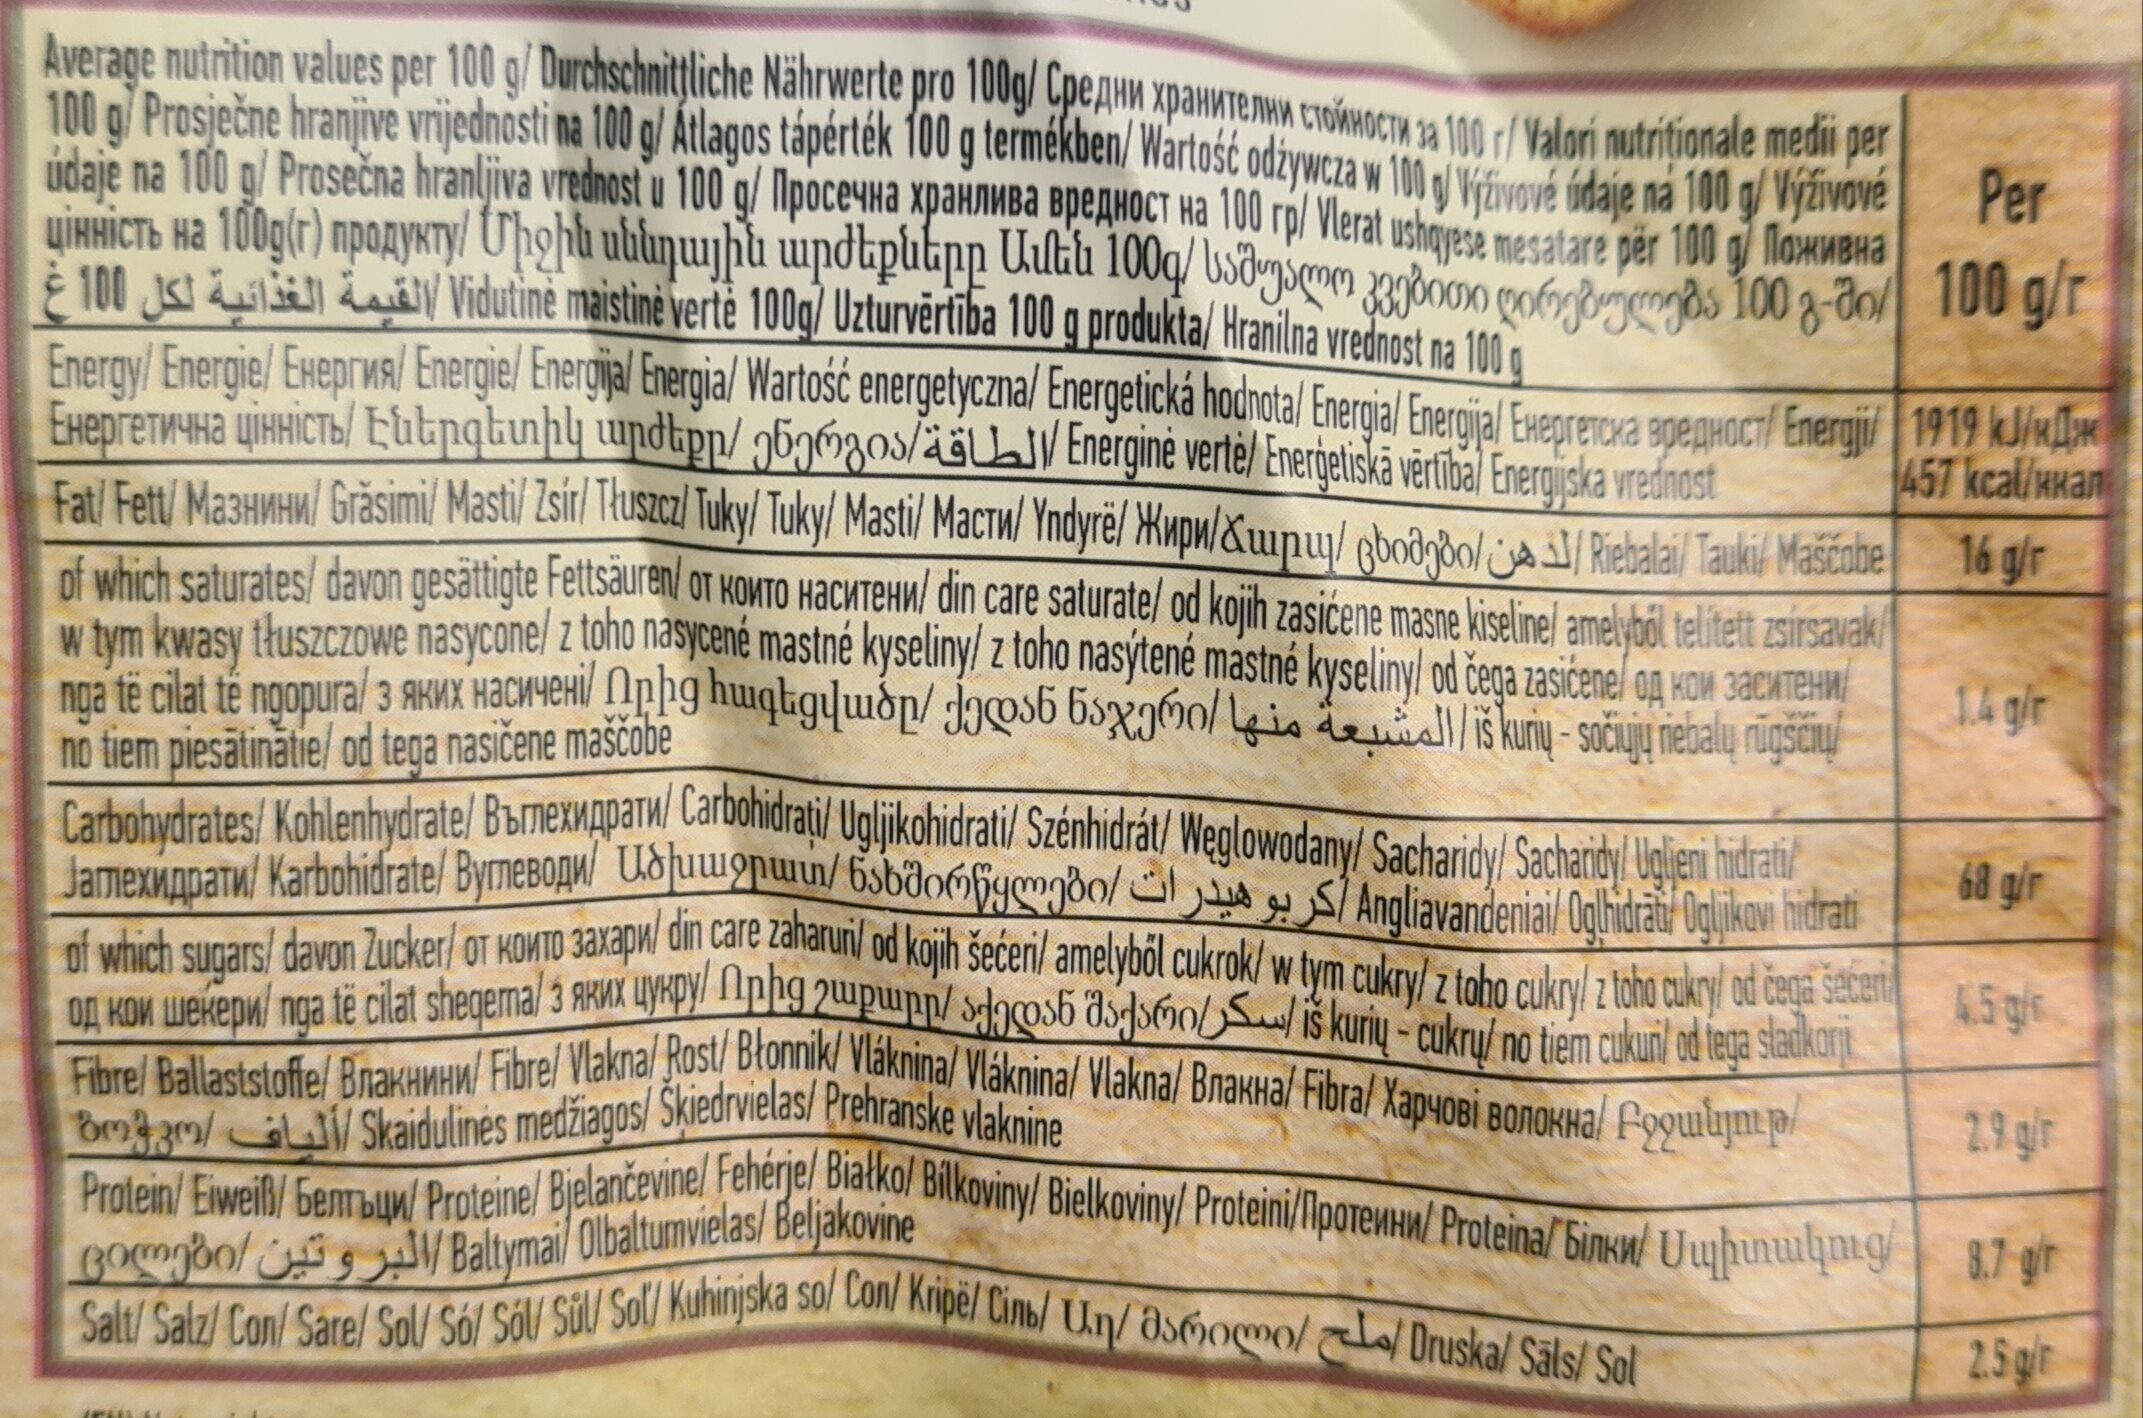 Average nutrition values per 100 g/ Durchschnittliche Nährwerte pro 100g/ Средни хранителни стойности за 100 г/ Valori nutriționale medii per
100 g/ Prosječne hranjive vrijednosti na 100 g/ Átlagos tápérték 100 g termékben/ Wartość odżywcza w 100 g/ Výživové údaje na 100 g/ Výživové
údaje na 100 g/ Prosečna hranljiva vrednost u 100 g/ Просечна хранлива вредност на 100 гр/ Vlerat ushqyese mesatare për 100 g/ Поживна
цінність на 100g(г) продукту/ Միջին սննդային արժեքները Ամեն 100գ/ საშუალო კვებითი ღირებულება 100 გ-ში/
القيمة الغذائية لكل 100 غ/ Vidutinė maistinė vertė 100g/ Uzturvērtība 100 g produkta/ Hranilna vrednost na 100 g
Per
100 g/г
Energy/ Energie/ Енергия/ Energie/ Energija/ Energia/ Wartość energetyczna/ Energetická hodnota/ Energia/ Energija/ Енергетска вредност/ Energji/
Енергетична цінність/ Էներգետիկ արժեքը/ ენერგია/الطاقة/ Energinė vertė/ Enerģetiskā vērtība/ Energijska vrednost
1919 kJ/кДж
457 kcal/ккал
Fat/ Fett/ Мазнини/ Grăsimi/ Masti/ Zsír/ Tłuszcz/ Tuky/ Tuky/ Masti/ Масти/ Yndyrë/ Жири/Ճարպ/ ცხიმები/الدهن/ Riebalai/ Tauki/ Maščobe
16 g/г
of which saturates/ davon gesättigte Fettsäuren/ от които наситени/ din care saturate/ od kojih zasićene masne kiseline/ amelyből telített zsírsavak/
w tym kwasy tłuszczowe nasycone/ z toho nasycené mastné kyseliny/ z toho nasýtené mastné kyseliny/ od čega zasićene/ од кои заситени/
nga të cilat të ngopura/ з яких насичені/ Որից հագեցվածը/ ქედან ნაჯერი/المشبعة منها/ iš kurių - sočiųjų riebalų rūgščių/
no tiem piesātinātie/ od tega nasičene maščobe
1.4 g/г
Carbohydrates/ Kohlenhydrate/ Въглехидрати/ Carbohidrați/ Ugljikohidrati/ Szénhidrát/ Węglowodany/ Sacharidy/ Sacharidy/ Ugljeni hidrati/
Јаглехидрати/ Karbohidrate/ Вуглеводи/ Ածխաջրատ/ ნახშირწყლები/ كربو هيدرات/ Angliavandeniai/ Ogļhidrāti/ Ogljikovi hidrati
68 g/г
of which sugars/ davon Zucker/ от които захари/ din care zaharuri/ od kojih šećeri/ amelyből cukrok/ w tym cukry/ z toho cukry/ z toho cukry/ od čega šećeri/
од кои шеќери/ nga të cilat sheqerna/ з яких цукру/ Որից շաքարը/ აქედან შაქარი/سكر/ iš kurių - cukrų/ no tiem cukuri/ od tega sladkorji
4.5 g/г
Fibre/ Ballaststoffe/ Влакнини/ Fibre/ Vlakna/ Rost/ Błonnik/ Vláknina/ Vláknina/ Vlakna/ Влакна/ Fibra/ Харчові волокна/ Բջջանյութ/
ბოჭკო/ ألياف/ Skaidulinės medžiagos/ Šķiedrvielas/ Prehranske vlaknine
2.9 g/г
Protein/ Eiweiß/ Белтъци/ Proteine/ Bjelančevine/ Fehérje/ Białko/ Bílkoviny/ Bielkoviny/ Proteini/Протеини/ Proteina/ Білки/ Սպիտակուց/
ცილები/ البروتين/ Baltymai/ Olbaltumvielas/ Beljakovine
8.7 g/г
Salt/ Salz/ Сол/ Sare/ Sol/ Só/ Sól/ Sůl/ Soľ/ Kuhinjska so/ Сол/ Kripë/ Сіль/ Աղ/ მარილი/ ملح/ Druska/ Sāls/ Sol
2.5 g/г